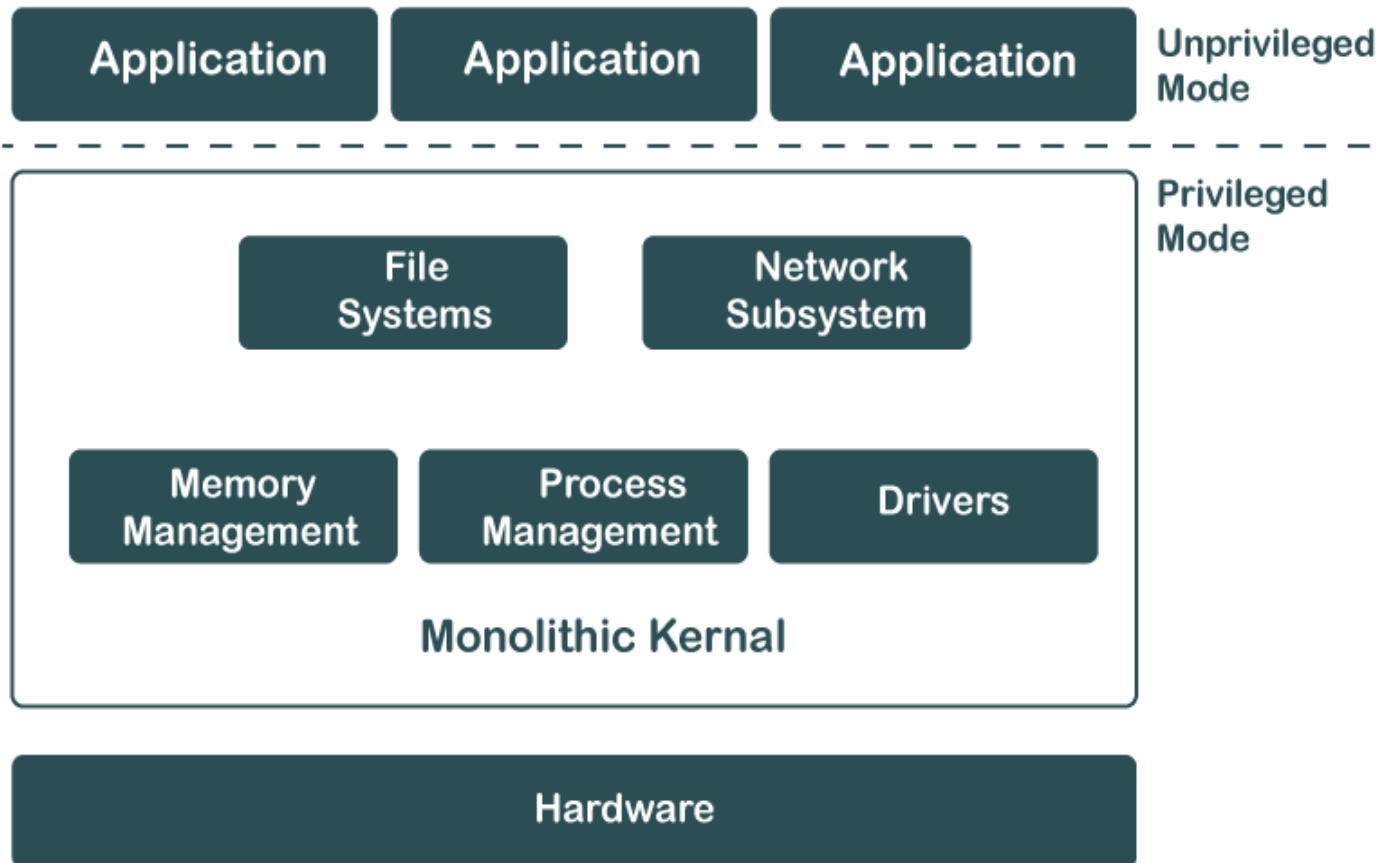 Application
Application
Application
Unprivileged
Mode
Privileged
Mode
File
Systems
Network
Subsystem
Memory
Management
Process
Management
Drivers
Monolithic Kernal
Hardware